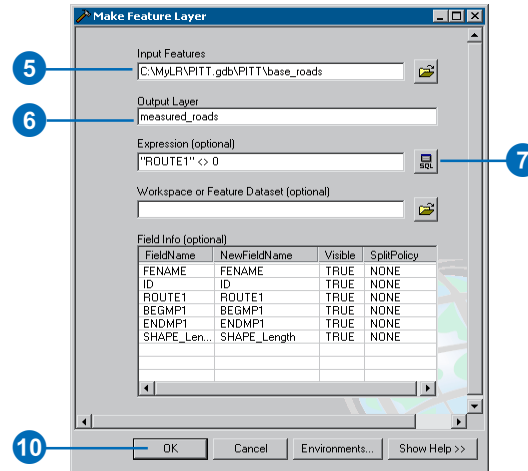 Make Feature Layer
Input Features
5
C:\MyLR\PITT.gdb\PITT\base_roads
Output Layer
6
measured_roads
Expression (optional)
"ROUTE1" <> 0
SQL
7
Workspace or Feature Dataset (optional)
Field Info (optional)
FieldName NewFieldName Visible SplitPolicy
FENAME FENAME TRUE NONE
ID ID TRUE NONE
ROUTE1 ROUTE1 TRUE NONE
BEGMP1 BEGMP1 TRUE NONE
ENDMP1 ENDMP1 TRUE NONE
SHAPE_Len... SHAPE_Length TRUE NONE
10
OK Cancel Environments... Show Help >>